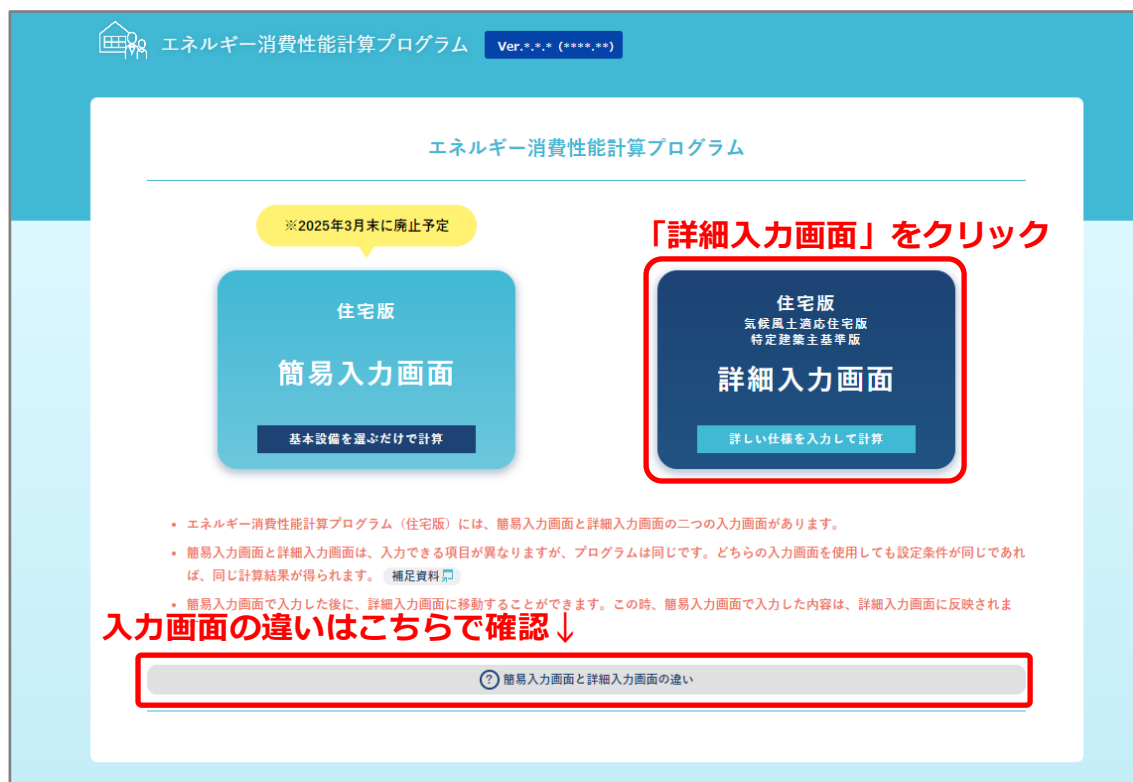 エネルギー消費性能計算プログラム Ver.*.*.* (****.**)
エネルギー消費性能計算プログラム
※2025年3月末に廃止予定
「詳細入力画面」をクリック
住宅版
簡易入力画面
基本設備を選ぶだけで計算
住宅版
気候風土適応住宅版
特定建築主基準版
詳細入力画面
詳しい仕様を入力して計算
• エネルギー消費性能計算プログラム（住宅版）には、簡易入力画面と詳細入力画面の二つの入力画面があります。
• 簡易入力画面と詳細入力画面は、入力できる項目が異なりますが、プログラムは同じです。どちらの入力画面を使用しても設定条件が同じであれ
ば、同じ計算結果が得られます。 補足資料
• 簡易入力画面で入力した後に、詳細入力画面に移動することができます。この時、簡易入力画面で入力した内容は、詳細入力画面に反映されま
入力画面の違いはこちらで確認↓
? 簡易入力画面と詳細入力画面の違い